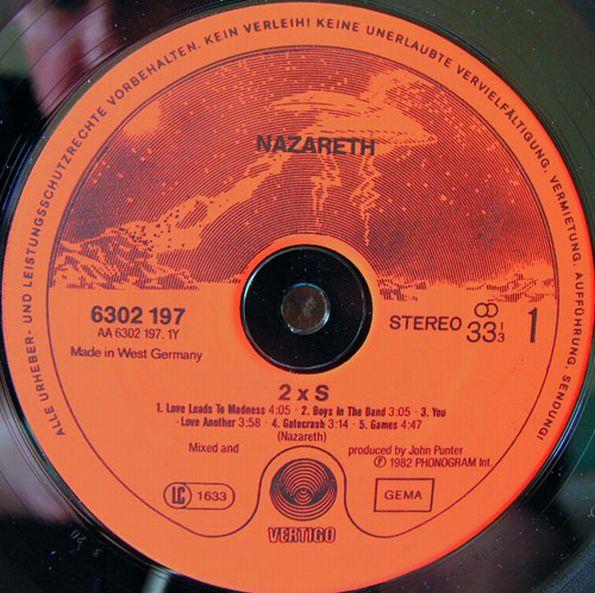 ALLE URHEBER- UND LEISTUNGSSCHUTZRECHTE VORBEHALTEN. KEIN VERLEIH! KEINE UNERLAUBTE VERVIELFÄLTIGUNG, VERMIETUNG, AUFFÜHRUNG, SENDUNG!
NAZARETH
6302 197
AA 6302 197. 1Y
Made in West Germany
STEREO 33 1/3 1
2 x S
1. Love Leads To Madness 4:05 · 2. Boys In The Band 3:05 · 3. You
Love Another 3:58 · 4. Gatecrash 3:14 · 5. Games 4:47
(Nazareth)
Mixed and produced by John Punter
℗ 1982 PHONOGRAM Int.
LC 1633
GEMA
VERTIGO